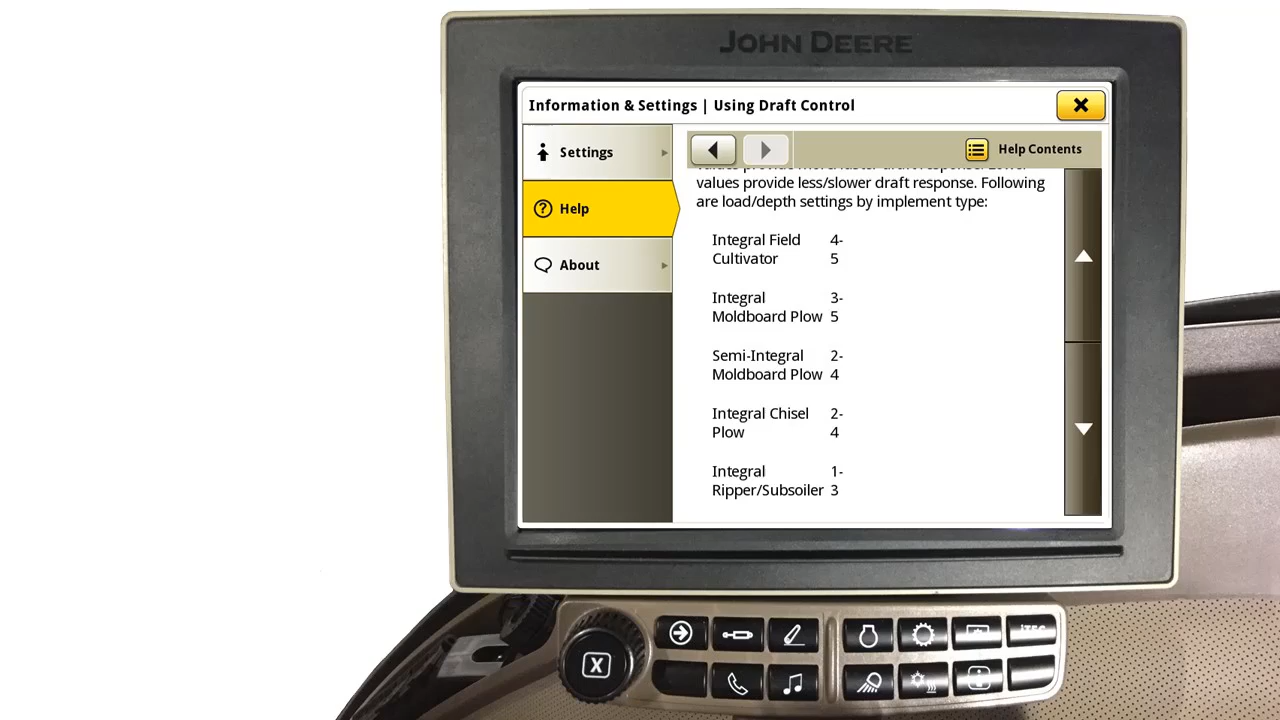 JOHN DEERE
Information & Settings | Using Draft Control
Settings
Help
About
Help Contents
values provide less/slower draft response. Following
are load/depth settings by implement type:
Integral Field 4-
Cultivator 5
Integral 3-
Moldboard Plow 5
Semi-Integral 2-
Moldboard Plow 4
Integral Chisel 2-
Plow 4
Integral 1-
Ripper/Subsoiler 3
X
iTEC